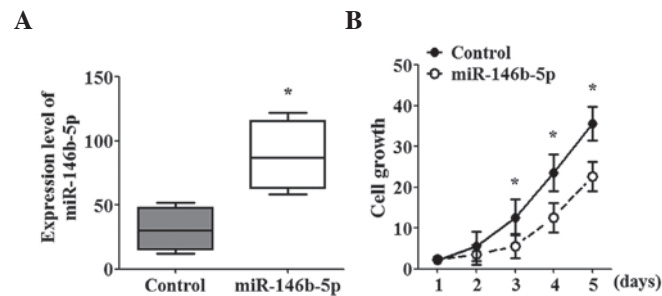 A
Expression level of
miR-146b-5p
150
100
50
0
*
Control
miR-146b-5p
B
Control
miR-146b-5p
Cell growth
50
40
30
20
10
0
*
*
*
1 2 3 4 5 (days)